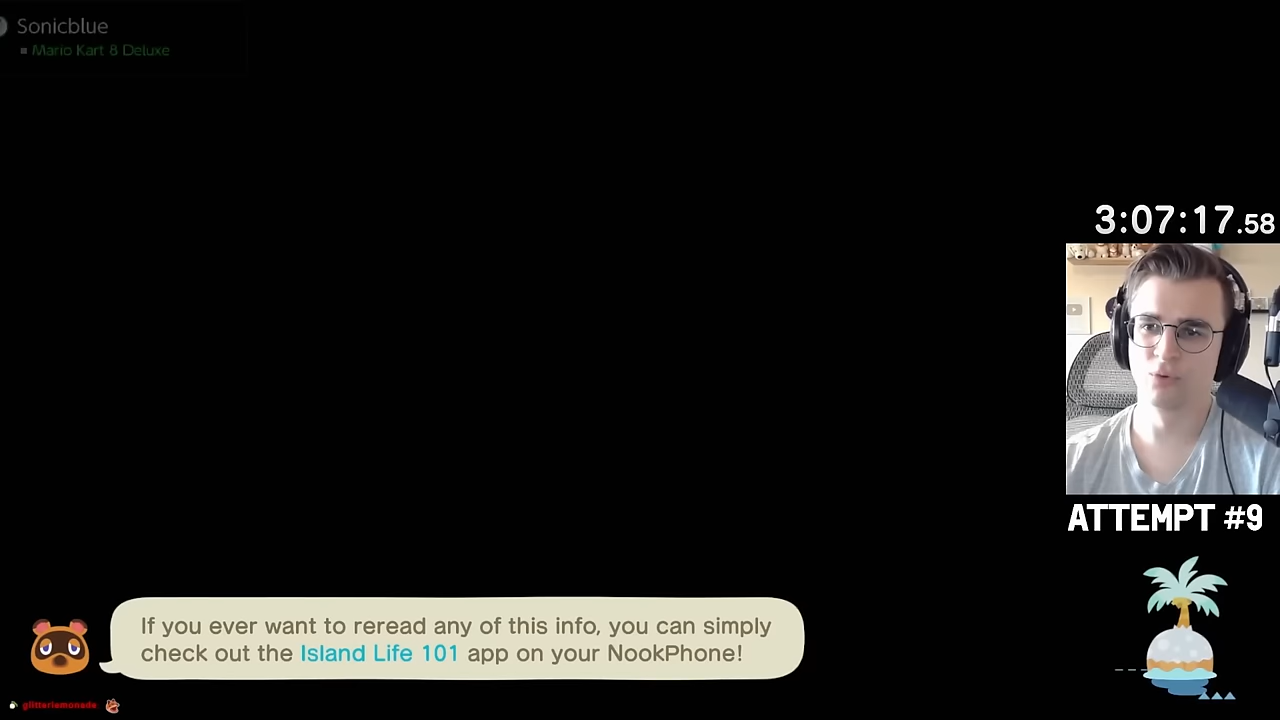 Sonicblue
Mario Kart 8 Deluxe
3:07:17.58
ATTEMPT #9
If you ever want to reread any of this info, you can simply
check out the Island Life 101 app on your NookPhone!
glitterlemonade